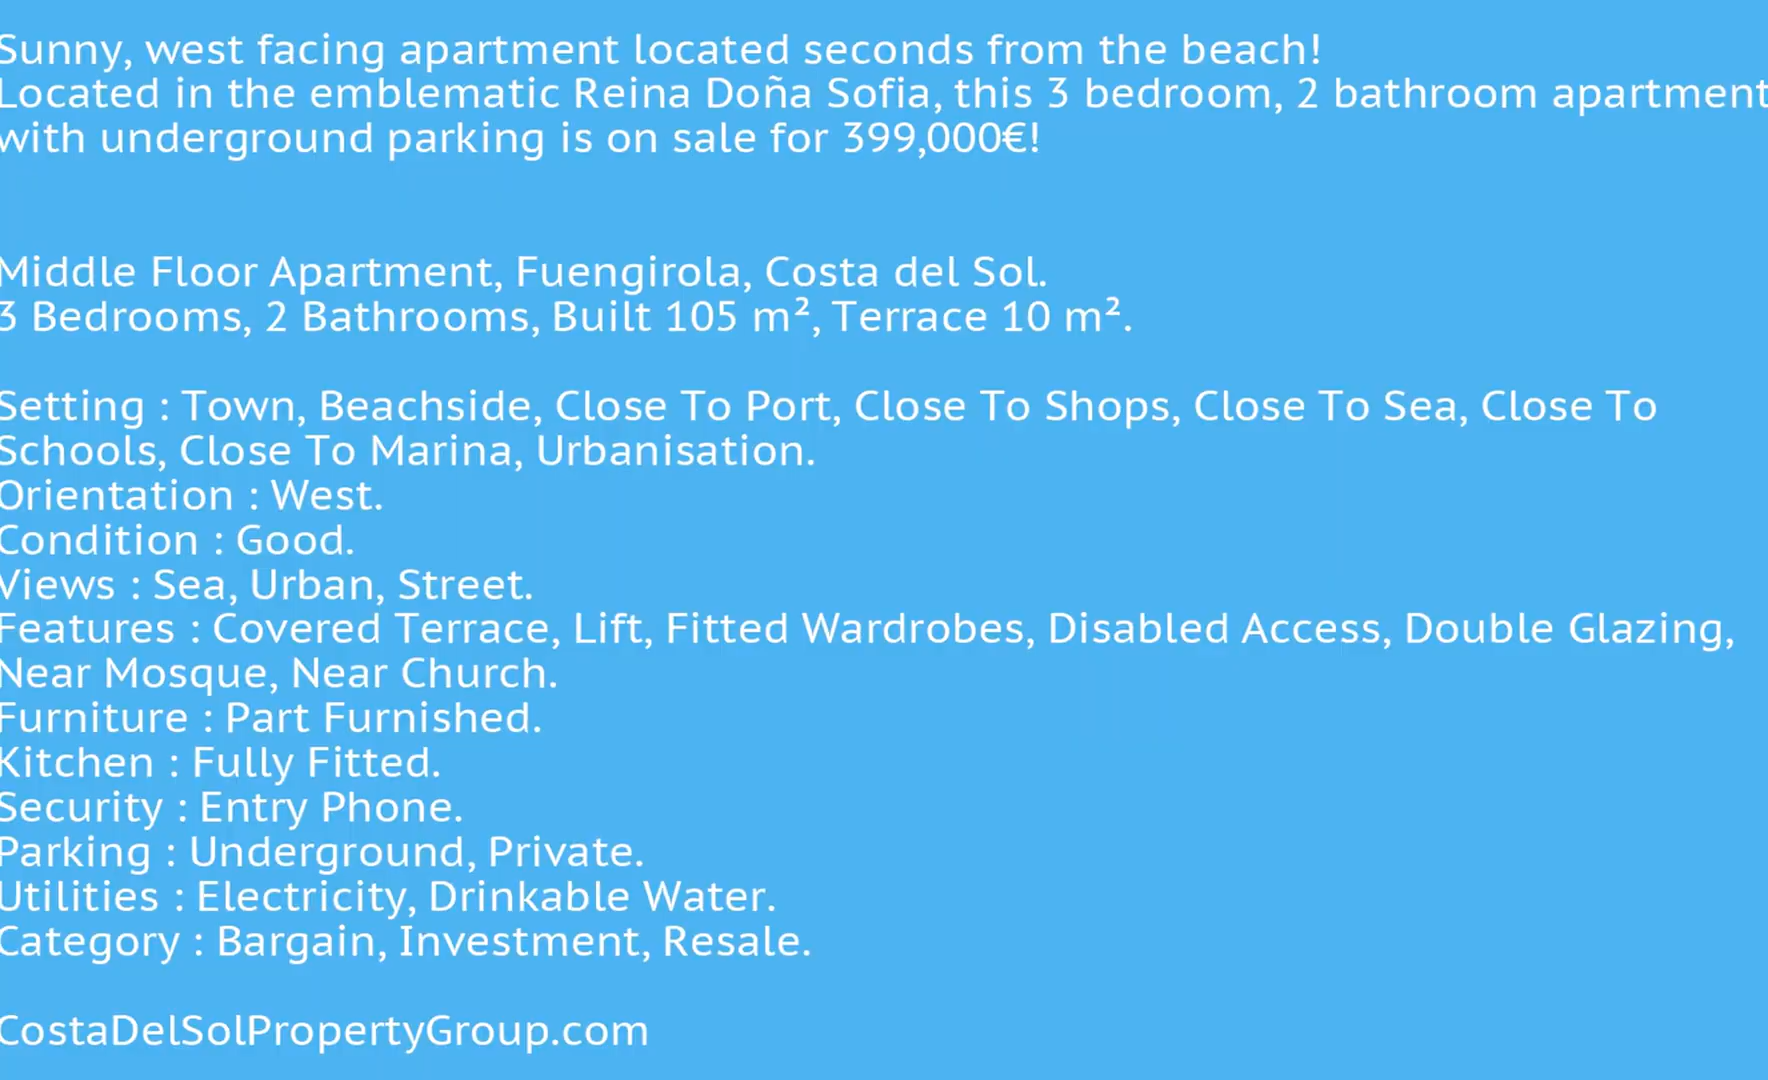 Sunny, west facing apartment located seconds from the beach!
Located in the emblematic Reina Doña Sofia, this 3 bedroom, 2 bathroom apartment
with underground parking is on sale for 399,000€!
Middle Floor Apartment, Fuengirola, Costa del Sol.
3 Bedrooms, 2 Bathrooms, Built 105 m², Terrace 10 m².
Setting : Town, Beachside, Close To Port, Close To Shops, Close To Sea, Close To
Schools, Close To Marina, Urbanisation.
Orientation : West.
Condition : Good.
Views : Sea, Urban, Street.
Features : Covered Terrace, Lift, Fitted Wardrobes, Disabled Access, Double Glazing,
Near Mosque, Near Church.
Furniture : Part Furnished.
Kitchen : Fully Fitted.
Security : Entry Phone.
Parking : Underground, Private.
Utilities : Electricity, Drinkable Water.
Category : Bargain, Investment, Resale.
CostaDelSolPropertyGroup.com